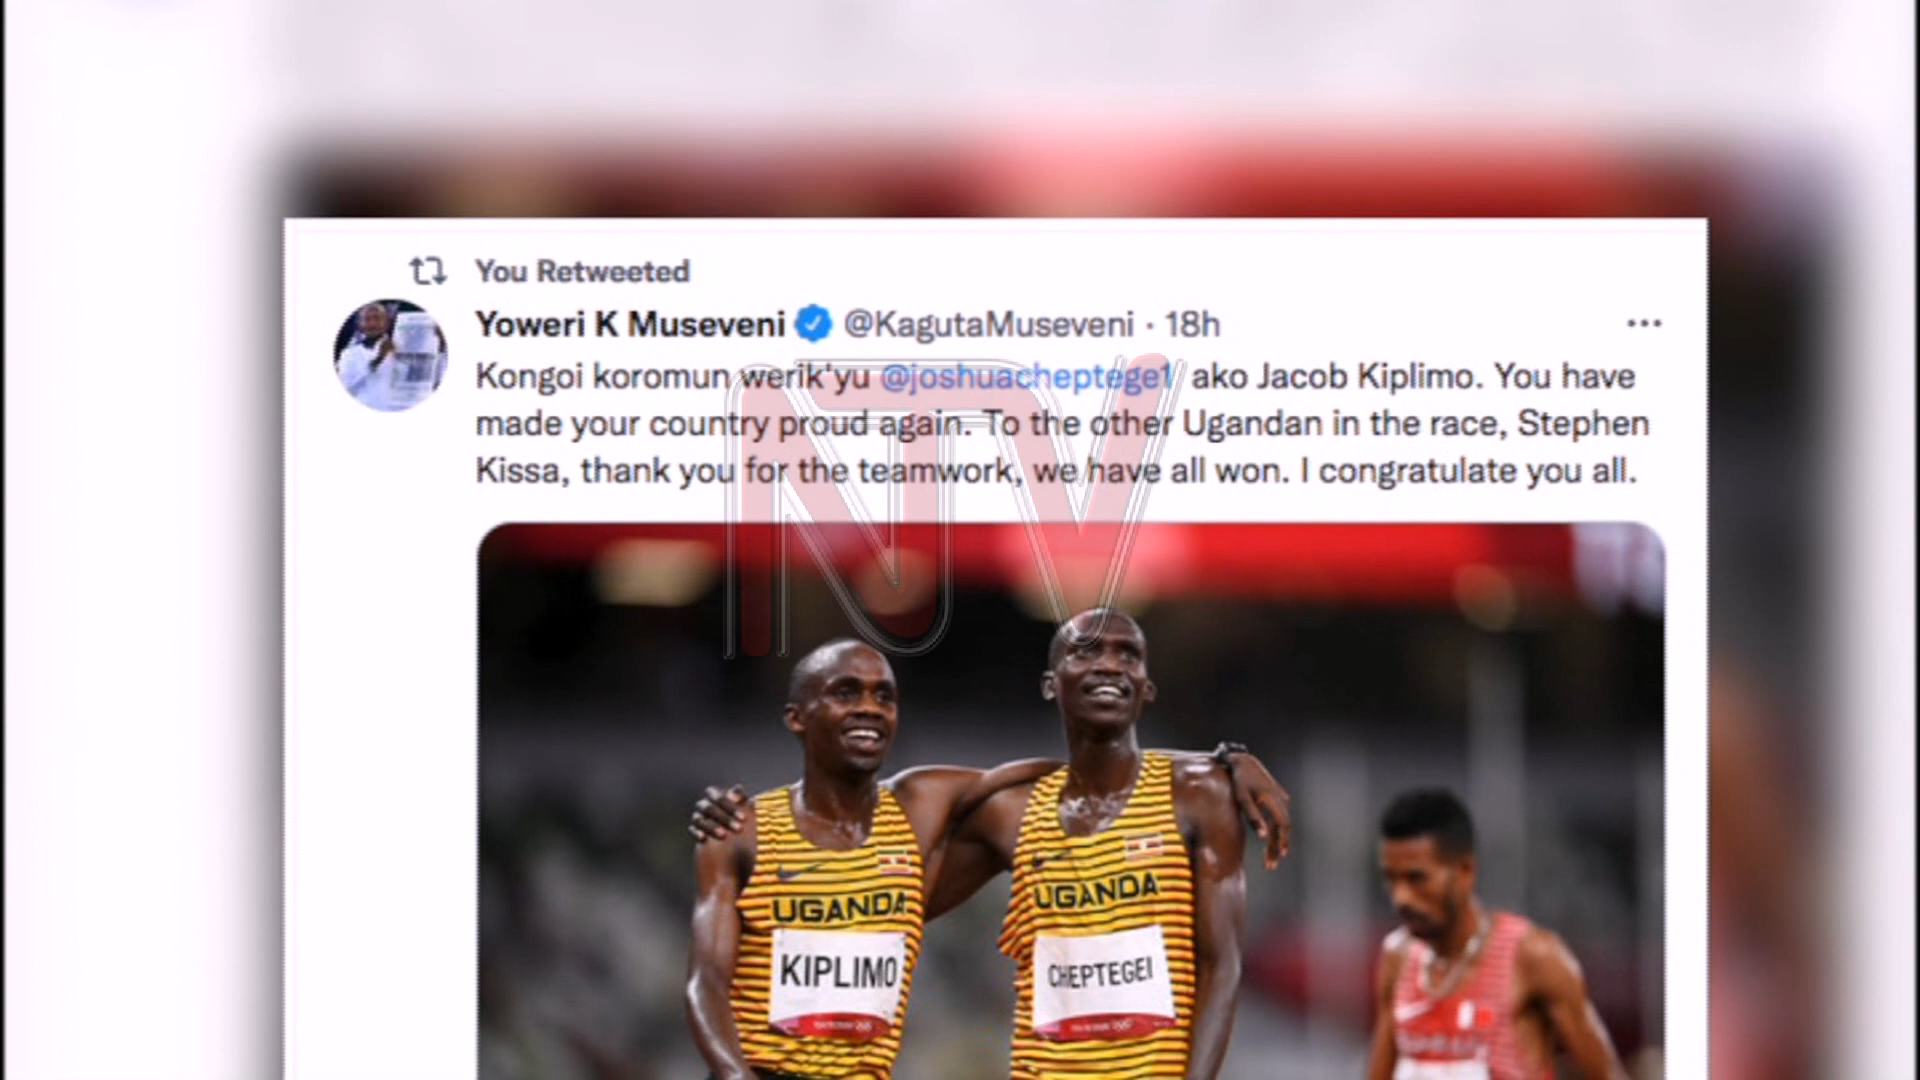 You Retweeted
Yoweri K Museveni @KagutaMuseveni · 18h
Kongoi koromun werik'yu @joshuacheptege1 ako Jacob Kiplimo. You have
made your country proud again. To the other Ugandan in the race, Stephen
Kissa, thank you for the teamwork, we have all won. I congratulate you all.
NTV
UGANDA
UGANDA
KIPLIMO
CHEPTEGEI